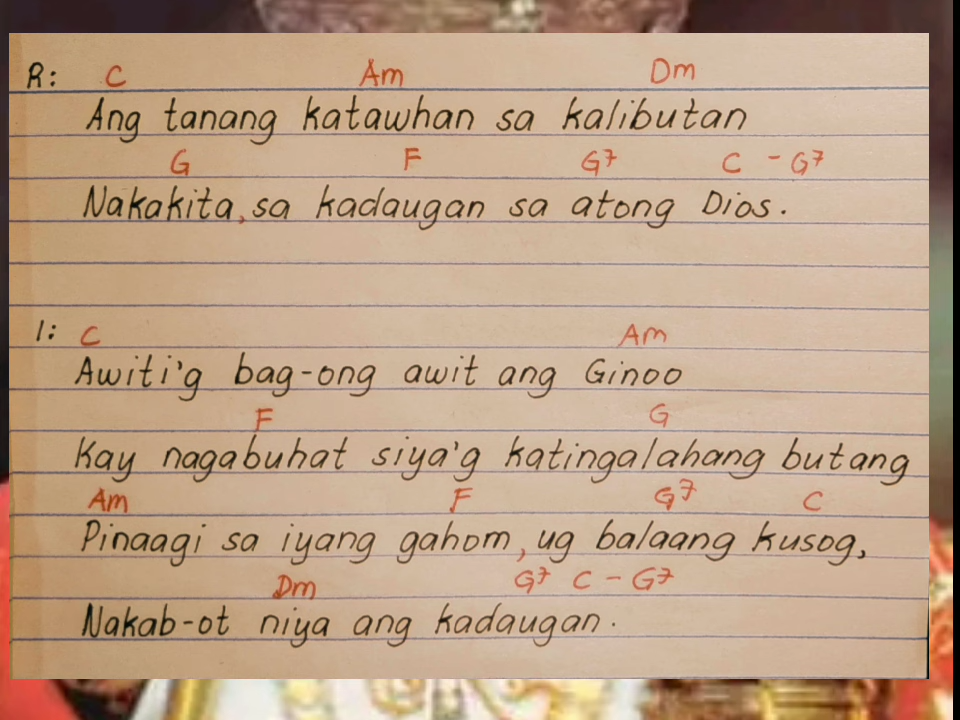 R: C Am Dm
Ang tanang katawhan sa kalibutan
G F G7 C - G7
Nakakita, sa kadaugan sa atong Dios.
1: C Am
Awiti'g bag-ong awit ang Ginoo
F G
Kay nagabuhat siya'g katingalahang butang
Am F G7 C
Pinaagi sa iyang gahom, ug balaang kusog,
Dm G7 C - G7
Nakab-ot niya ang kadaugan.